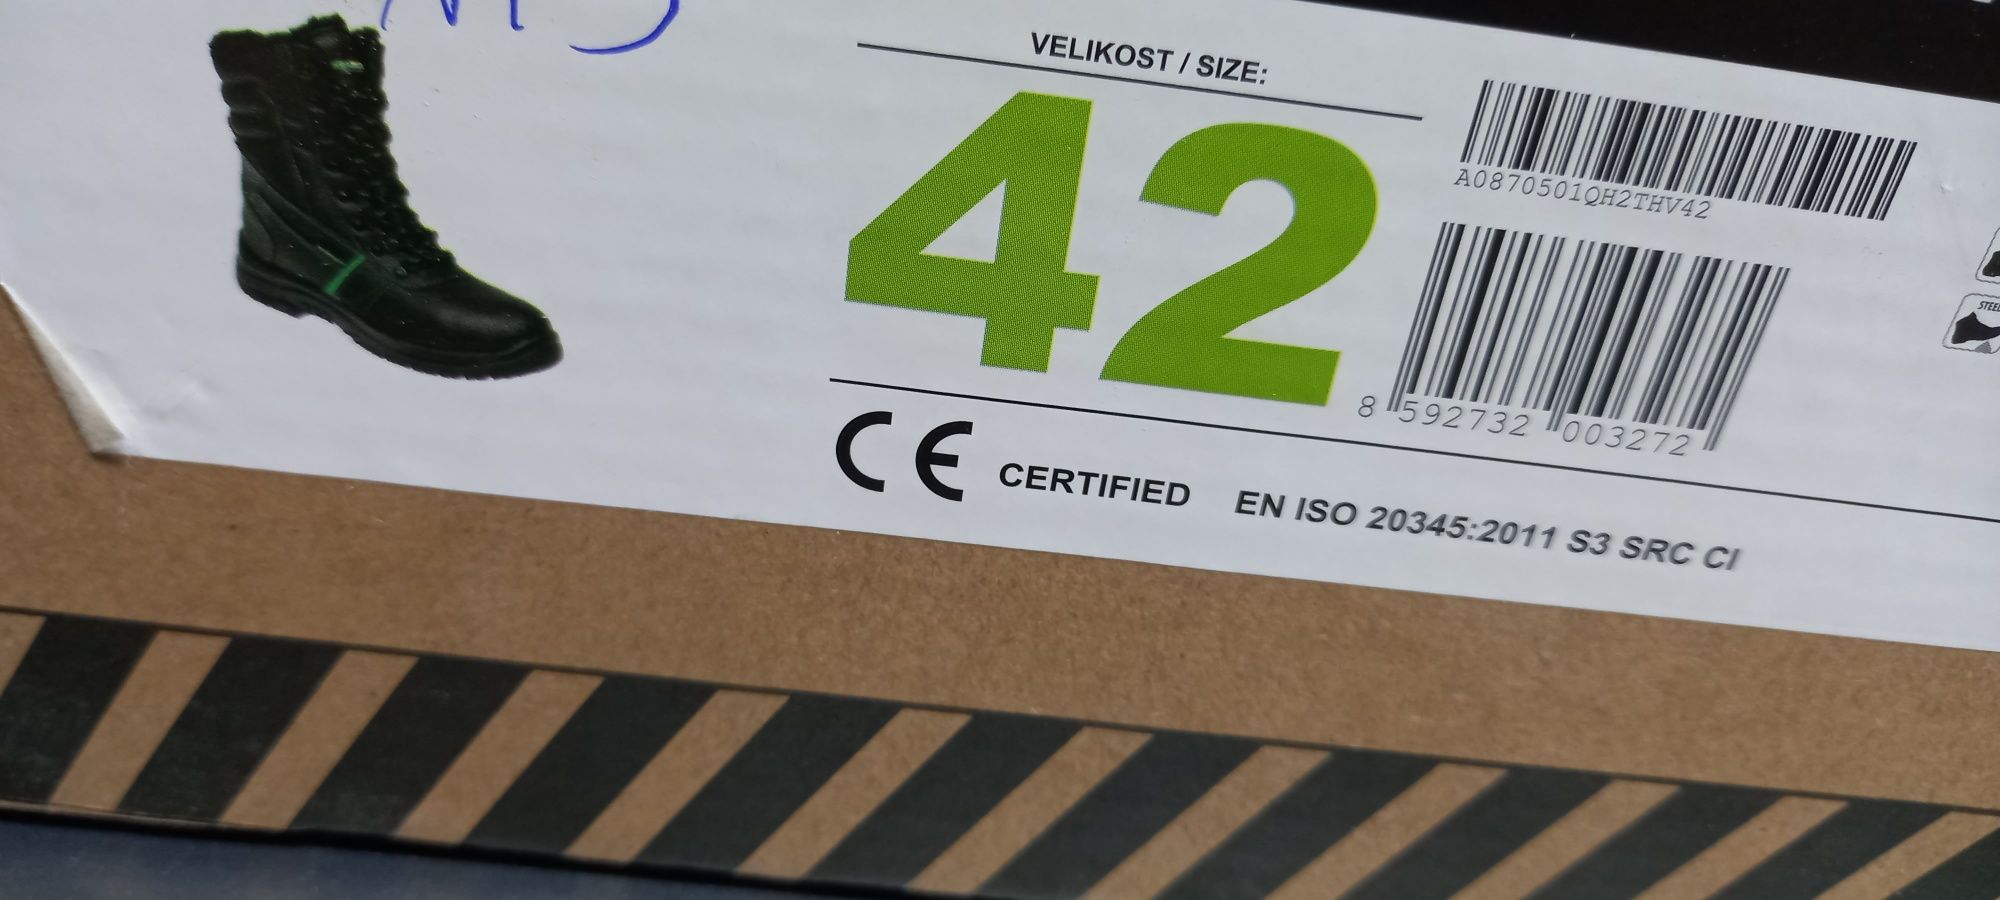 VELIKOST / SIZE:
42
A0870501QH2THV42
8 592732 003272
CE CERTIFIED EN ISO 20345:2011 S3 SRC CI